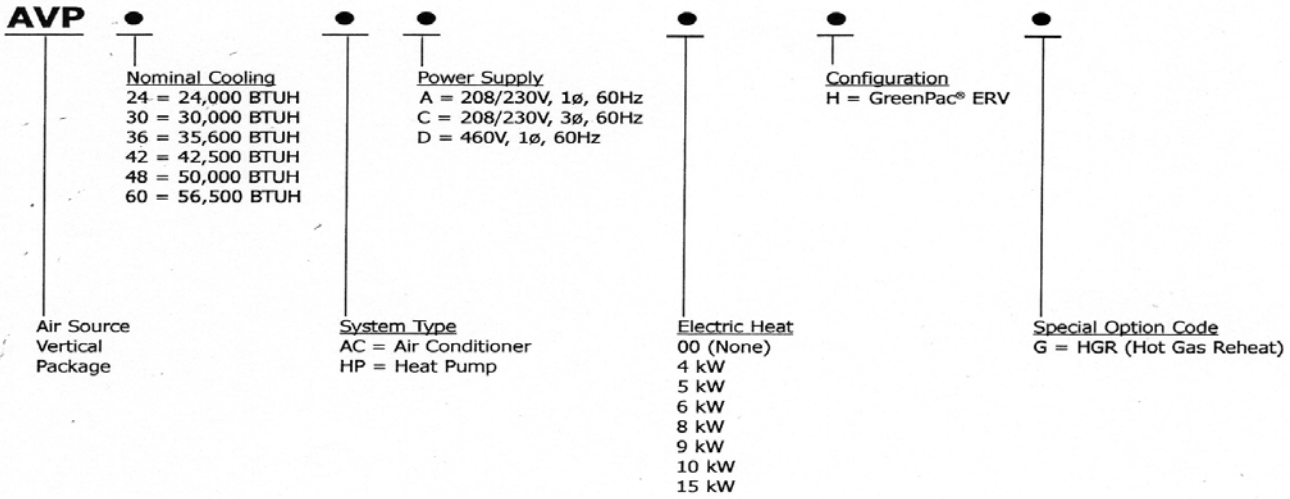 AVP • • • • • •
Nominal Cooling
24 = 24,000 BTUH
30 = 30,000 BTUH
36 = 35,600 BTUH
42 = 42,500 BTUH
48 = 50,000 BTUH
60 = 56,500 BTUH
Power Supply
A = 208/230V, 1ø, 60Hz
C = 208/230V, 3ø, 60Hz
D = 460V, 1ø, 60Hz
Configuration
H = GreenPac® ERV
Air Source
Vertical
Package
System Type
AC = Air Conditioner
HP = Heat Pump
Electric Heat
00 (None)
4 kW
5 kW
6 kW
8 kW
9 kW
10 kW
15 kW
Special Option Code
G = HGR (Hot Gas Reheat)